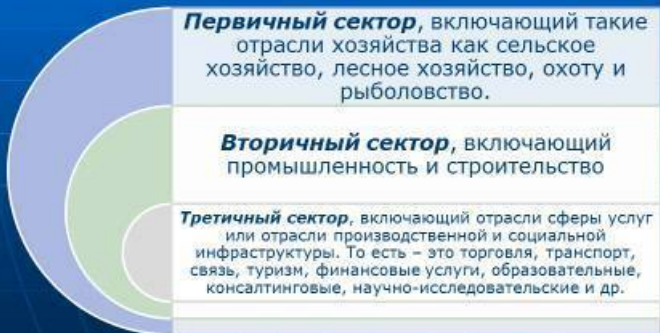 Первичный сектор, включающий такие
отрасли хозяйства как сельское
хозяйство, лесное хозяйство, охоту и
рыболовство.
Вторичный сектор, включающий
промышленность и строительство
Третичный сектор, включающий отрасли сферы услуг
или отрасли производственной и социальной
инфраструктуры. То есть – это торговля, транспорт,
связь, туризм, финансовые услуги, образовательные,
консалтинговые, научно-исследовательские и др.